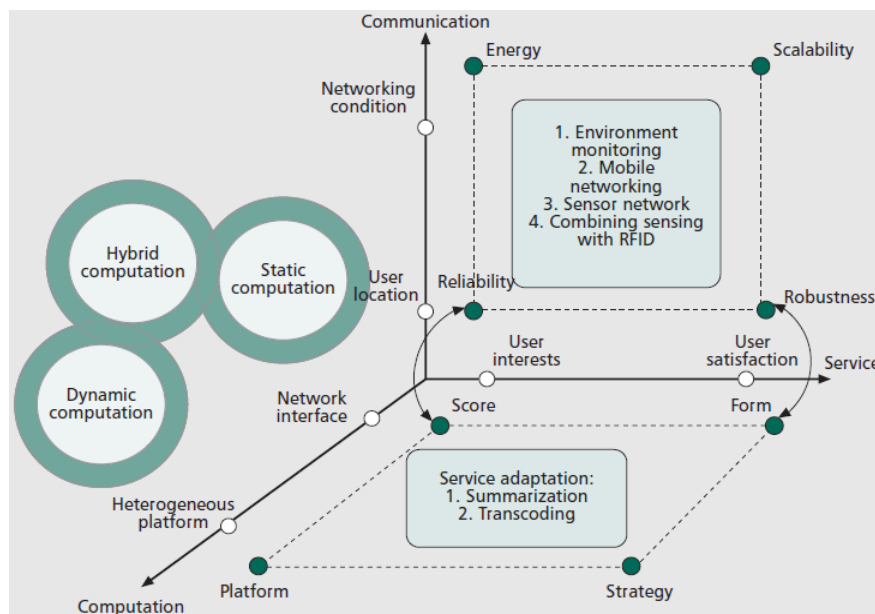 Communication
Energy
Scalability
Networking
condition
1. Environment
monitoring
2. Mobile
networking
3. Sensor network
4. Combining sensing
with RFID
Hybrid
computation
Static
computation
User
location
Reliability
Robustness
User
interests
User
satisfaction
Service
Dynamic
computation
Network
interface
Score
Form
Service adaptation:
1. Summarization
2. Transcoding
Heterogeneous
platform
Platform
Strategy
Computation